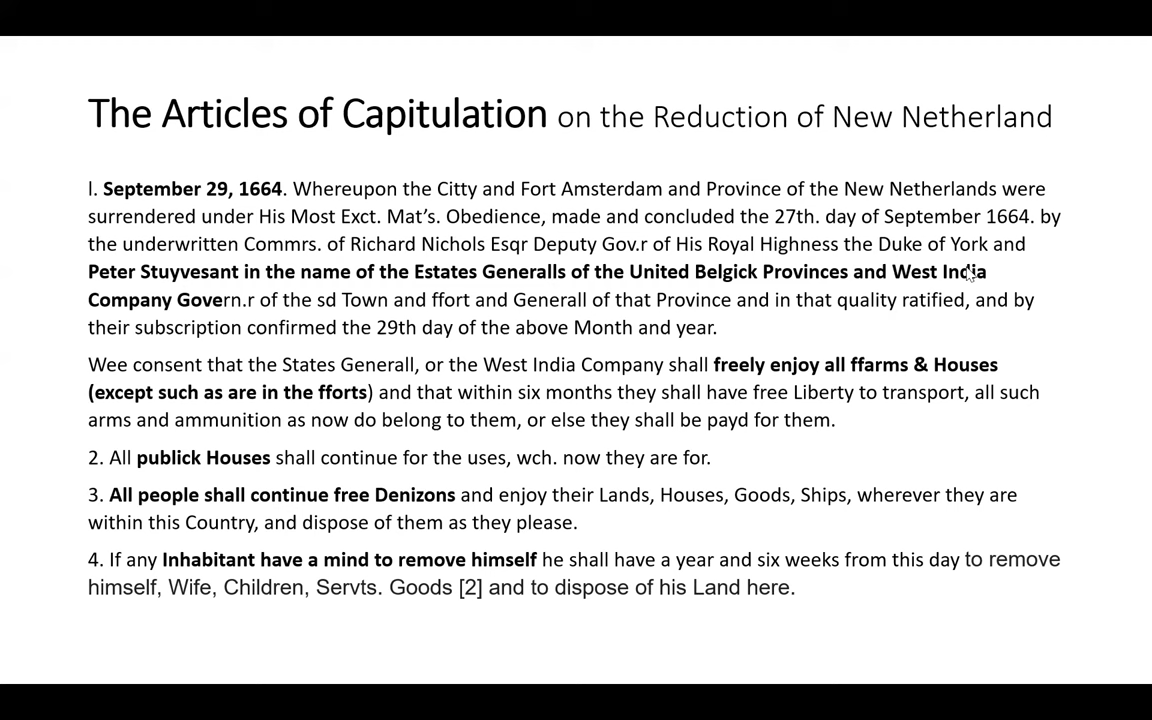 The Articles of Capitulation on the Reduction of New Netherland
I. September 29, 1664. Whereupon the Citty and Fort Amsterdam and Province of the New Netherlands were
surrendered under His Most Exct. Mat’s. Obedience, made and concluded the 27th. day of September 1664. by
the underwritten Commrs. of Richard Nichols Esqr Deputy Gov.r of His Royal Highness the Duke of York and
Peter Stuyvesant in the name of the Estates Generalls of the United Belgick Provinces and West India
Company Govern.r of the sd Town and ffort and Generall of that Province and in that quality ratified, and by
their subscription confirmed the 29th day of the above Month and year.
Wee consent that the States Generall, or the West India Company shall freely enjoy all ffarms & Houses
(except such as are in the fforts) and that within six months they shall have free Liberty to transport, all such
arms and ammunition as now do belong to them, or else they shall be payd for them.
2. All publick Houses shall continue for the uses, wch. now they are for.
3. All people shall continue free Denizons and enjoy their Lands, Houses, Goods, Ships, wherever they are
within this Country, and dispose of them as they please.
4. If any Inhabitant have a mind to remove himself he shall have a year and six weeks from this day to remove
himself, Wife, Children, Servts. Goods [2] and to dispose of his Land here.